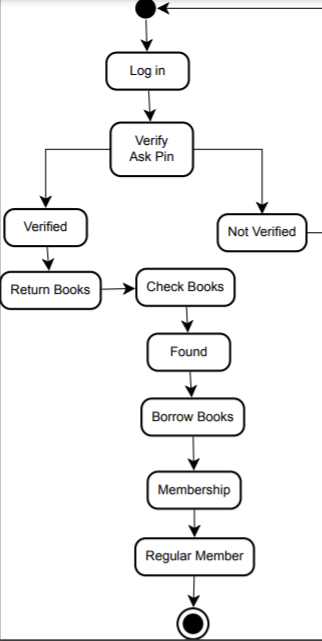 Log in
Verify
Ask Pin
Verified
Not Verified
Return Books
Check Books
Found
Borrow Books
Membership
Regular Member